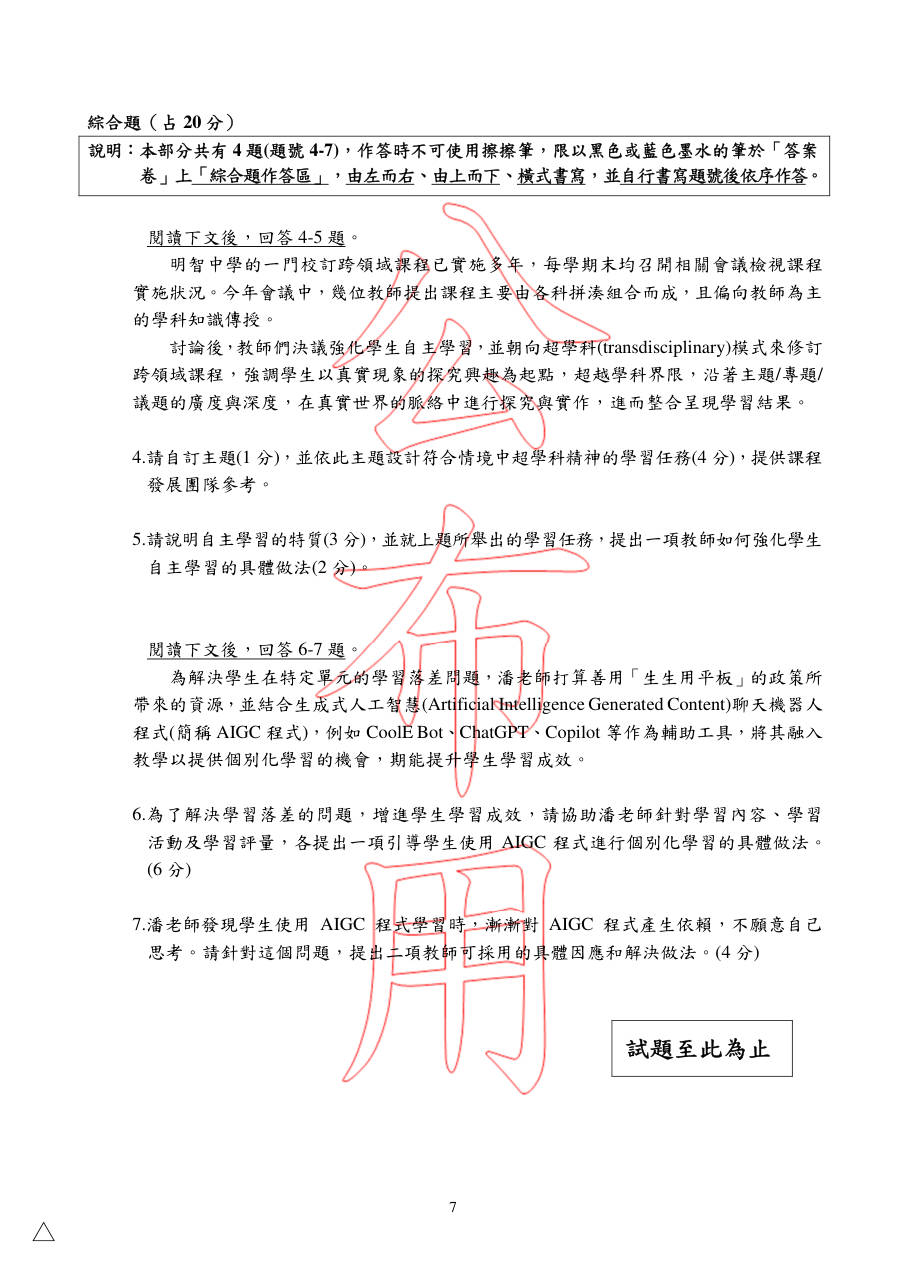 綜合題（占 20 分）
說明：本部分共有 4 題(題號 4-7)，作答時不可使用擦擦筆，限以黑色或藍色墨水的筆於「答案
卷」上「綜合題作答區」，由左而右、由上而下、橫式書寫，並自行書寫題號後依序作答。
閱讀下文後，回答 4-5 題。
明智中學的一門校訂跨領域課程已實施多年，每學期末均召開相關會議檢視課程
實施狀況。今年會議中，幾位教師提出課程主要由各科拼湊組合而成，且偏向教師為主
的學科知識傳授。
討論後，教師們決議強化學生自主學習，並朝向超學科(transdisciplinary)模式來修訂
跨領域課程，強調學生以真實現象的探究興趣為起點，超越學科界限，沿著主題/專題/
議題的廣度與深度，在真實世界的脈絡中進行探究與實作，進而整合呈現學習結果。
4.請自訂主題(1 分)，並依此主題設計符合情境中超學科精神的學習任務(4 分)，提供課程
發展團隊參考。
5.請說明自主學習的特質(3 分)，並就上題所舉出的學習任務，提出一項教師如何強化學生
自主學習的具體做法(2 分)。
閱讀下文後，回答 6-7 題。
為解決學生在特定單元的學習落差問題，潘老師打算善用「生生用平板」的政策所
帶來的資源，並結合生成式人工智慧(Artificial Intelligence Generated Content)聊天機器人
程式(簡稱 AIGC 程式)，例如 CoolE Bot、ChatGPT、Copilot 等作為輔助工具，將其融入
教學以提供個別化學習的機會，期能提升學生學習成效。
6.為了解決學習落差的問題，增進學生學習成效，請協助潘老師針對學習內容、學習
活動及學習評量，各提出一項引導學生使用 AIGC 程式進行個別化學習的具體做法。
(6 分)
7.潘老師發現學生使用 AIGC 程式學習時，漸漸對 AIGC 程式產生依賴，不願意自己
思考。請針對這個問題，提出二項教師可採用的具體因應和解決做法。(4 分)
試題至此為止
7
公布用